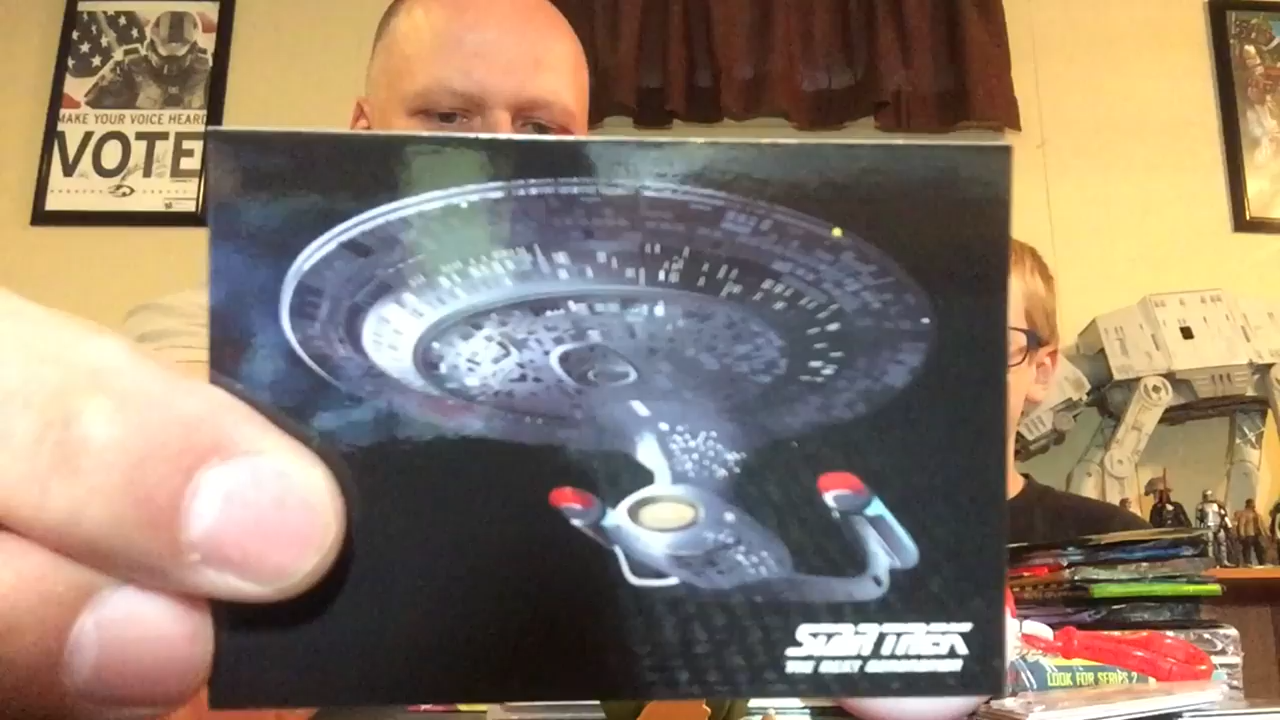 MAKE YOUR VOICE HEARD
VOTE
STAR TREK
THE NEXT GENERATION
LOOK FOR SERIES 2